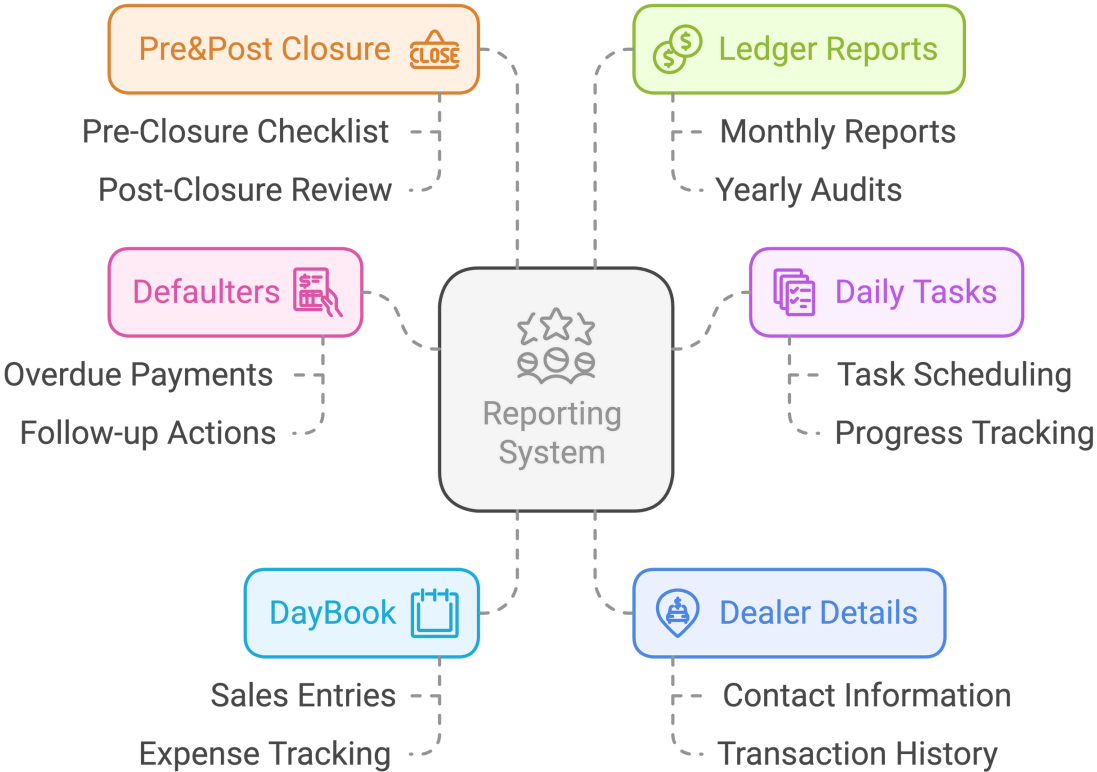 Pre&Post Closure
CLOSE
Pre-Closure Checklist
Post-Closure Review
Ledger Reports
$
$
Monthly Reports
Yearly Audits
Defaulters
$
Overdue Payments
Follow-up Actions
Daily Tasks
Task Scheduling
Progress Tracking
Reporting
System
DayBook
Sales Entries
Expense Tracking
Dealer Details
Contact Information
Transaction History